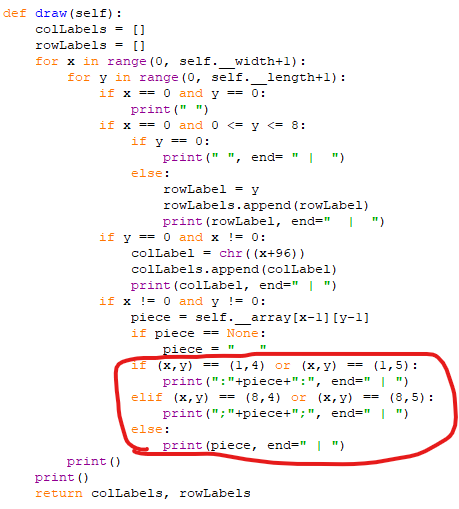 def draw(self):
    colLabels = []
    rowLabels = []
    for x in range(0, self.__width+1):
        for y in range(0, self.__length+1):
            if x == 0 and y == 0:
                print(" ")
            if x == 0 and 0 <= y <= 8:
                if y == 0:
                    print(" ", end= " |  ")
                else:
                    rowLabel = y
                    rowLabels.append(rowLabel)
                    print(rowLabel, end="  |  ")
            if y == 0 and x != 0:
                colLabel = chr((x+96))
                colLabels.append(colLabel)
                print(colLabel, end=" | ")
            if x != 0 and y != 0:
                piece = self.__array[x-1][y-1]
                if piece == None:
                    piece = "   "
                if (x,y) == (1,4) or (x,y) == (1,5):
                    print(":"+piece+":", end=" | ")
                elif (x,y) == (8,4) or (x,y) == (8,5):
                    print(";"+piece+";", end=" | ")
                else:
                    print(piece, end=" | ")
        print()
    print()
    return colLabels, rowLabels